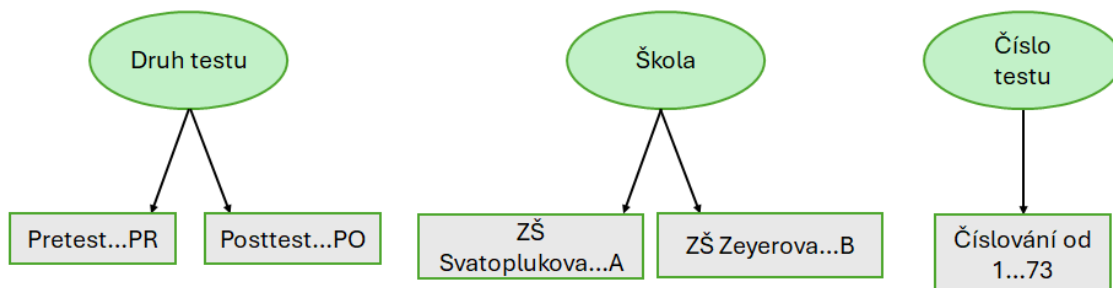 Druh testu
Škola
Číslo
testu
Pretest...PR
Posttest...PO
ZŠ
Svatoplukova...A
ZŠ Zeyerova...B
Číslování od
1...73